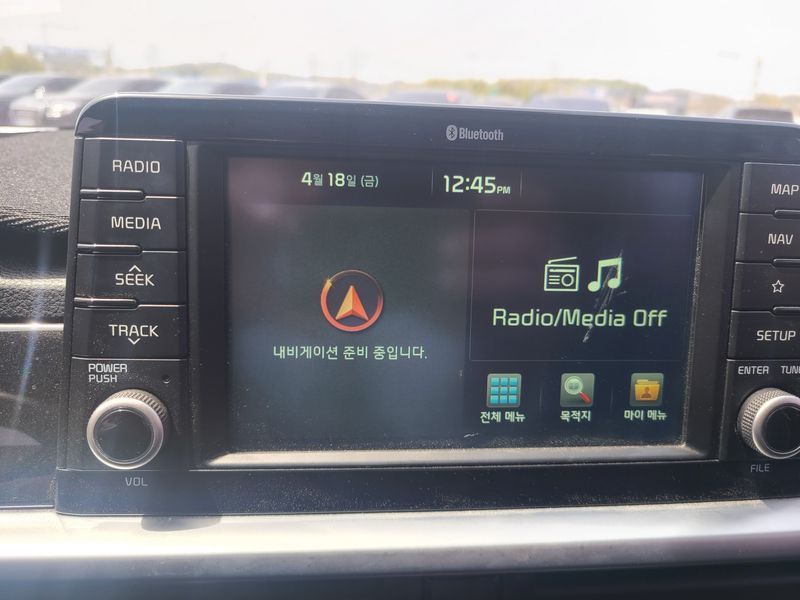 Bluetooth
RADIO
MEDIA
SEEK
TRACK
POWER
PUSH
VOL
4월 18일 (금)
12:45PM
내비게이션 준비 중입니다.
Radio/Media Off
전체 메뉴
목적지
마이 메뉴
MAP
NAV
SETUP
ENTER
TUNE
FILE